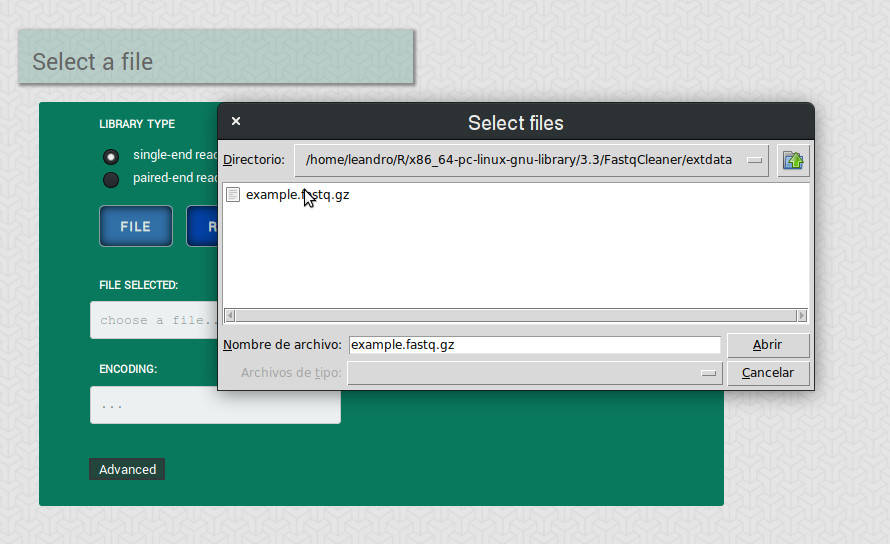 Select a file
LIBRARY TYPE
single-end read
paired-end read
FILE
R
FILE SELECTED:
choose a file..
ENCODING:
...
Advanced
Select files
Directorio: /home/leandro/R/x86_64-pc-linux-gnu-library/3.3/FastqCleaner/extdata
example.fastq.gz
Nombre de archivo: example.fastq.gz
Abrir
Archivos de tipo:
Cancelar